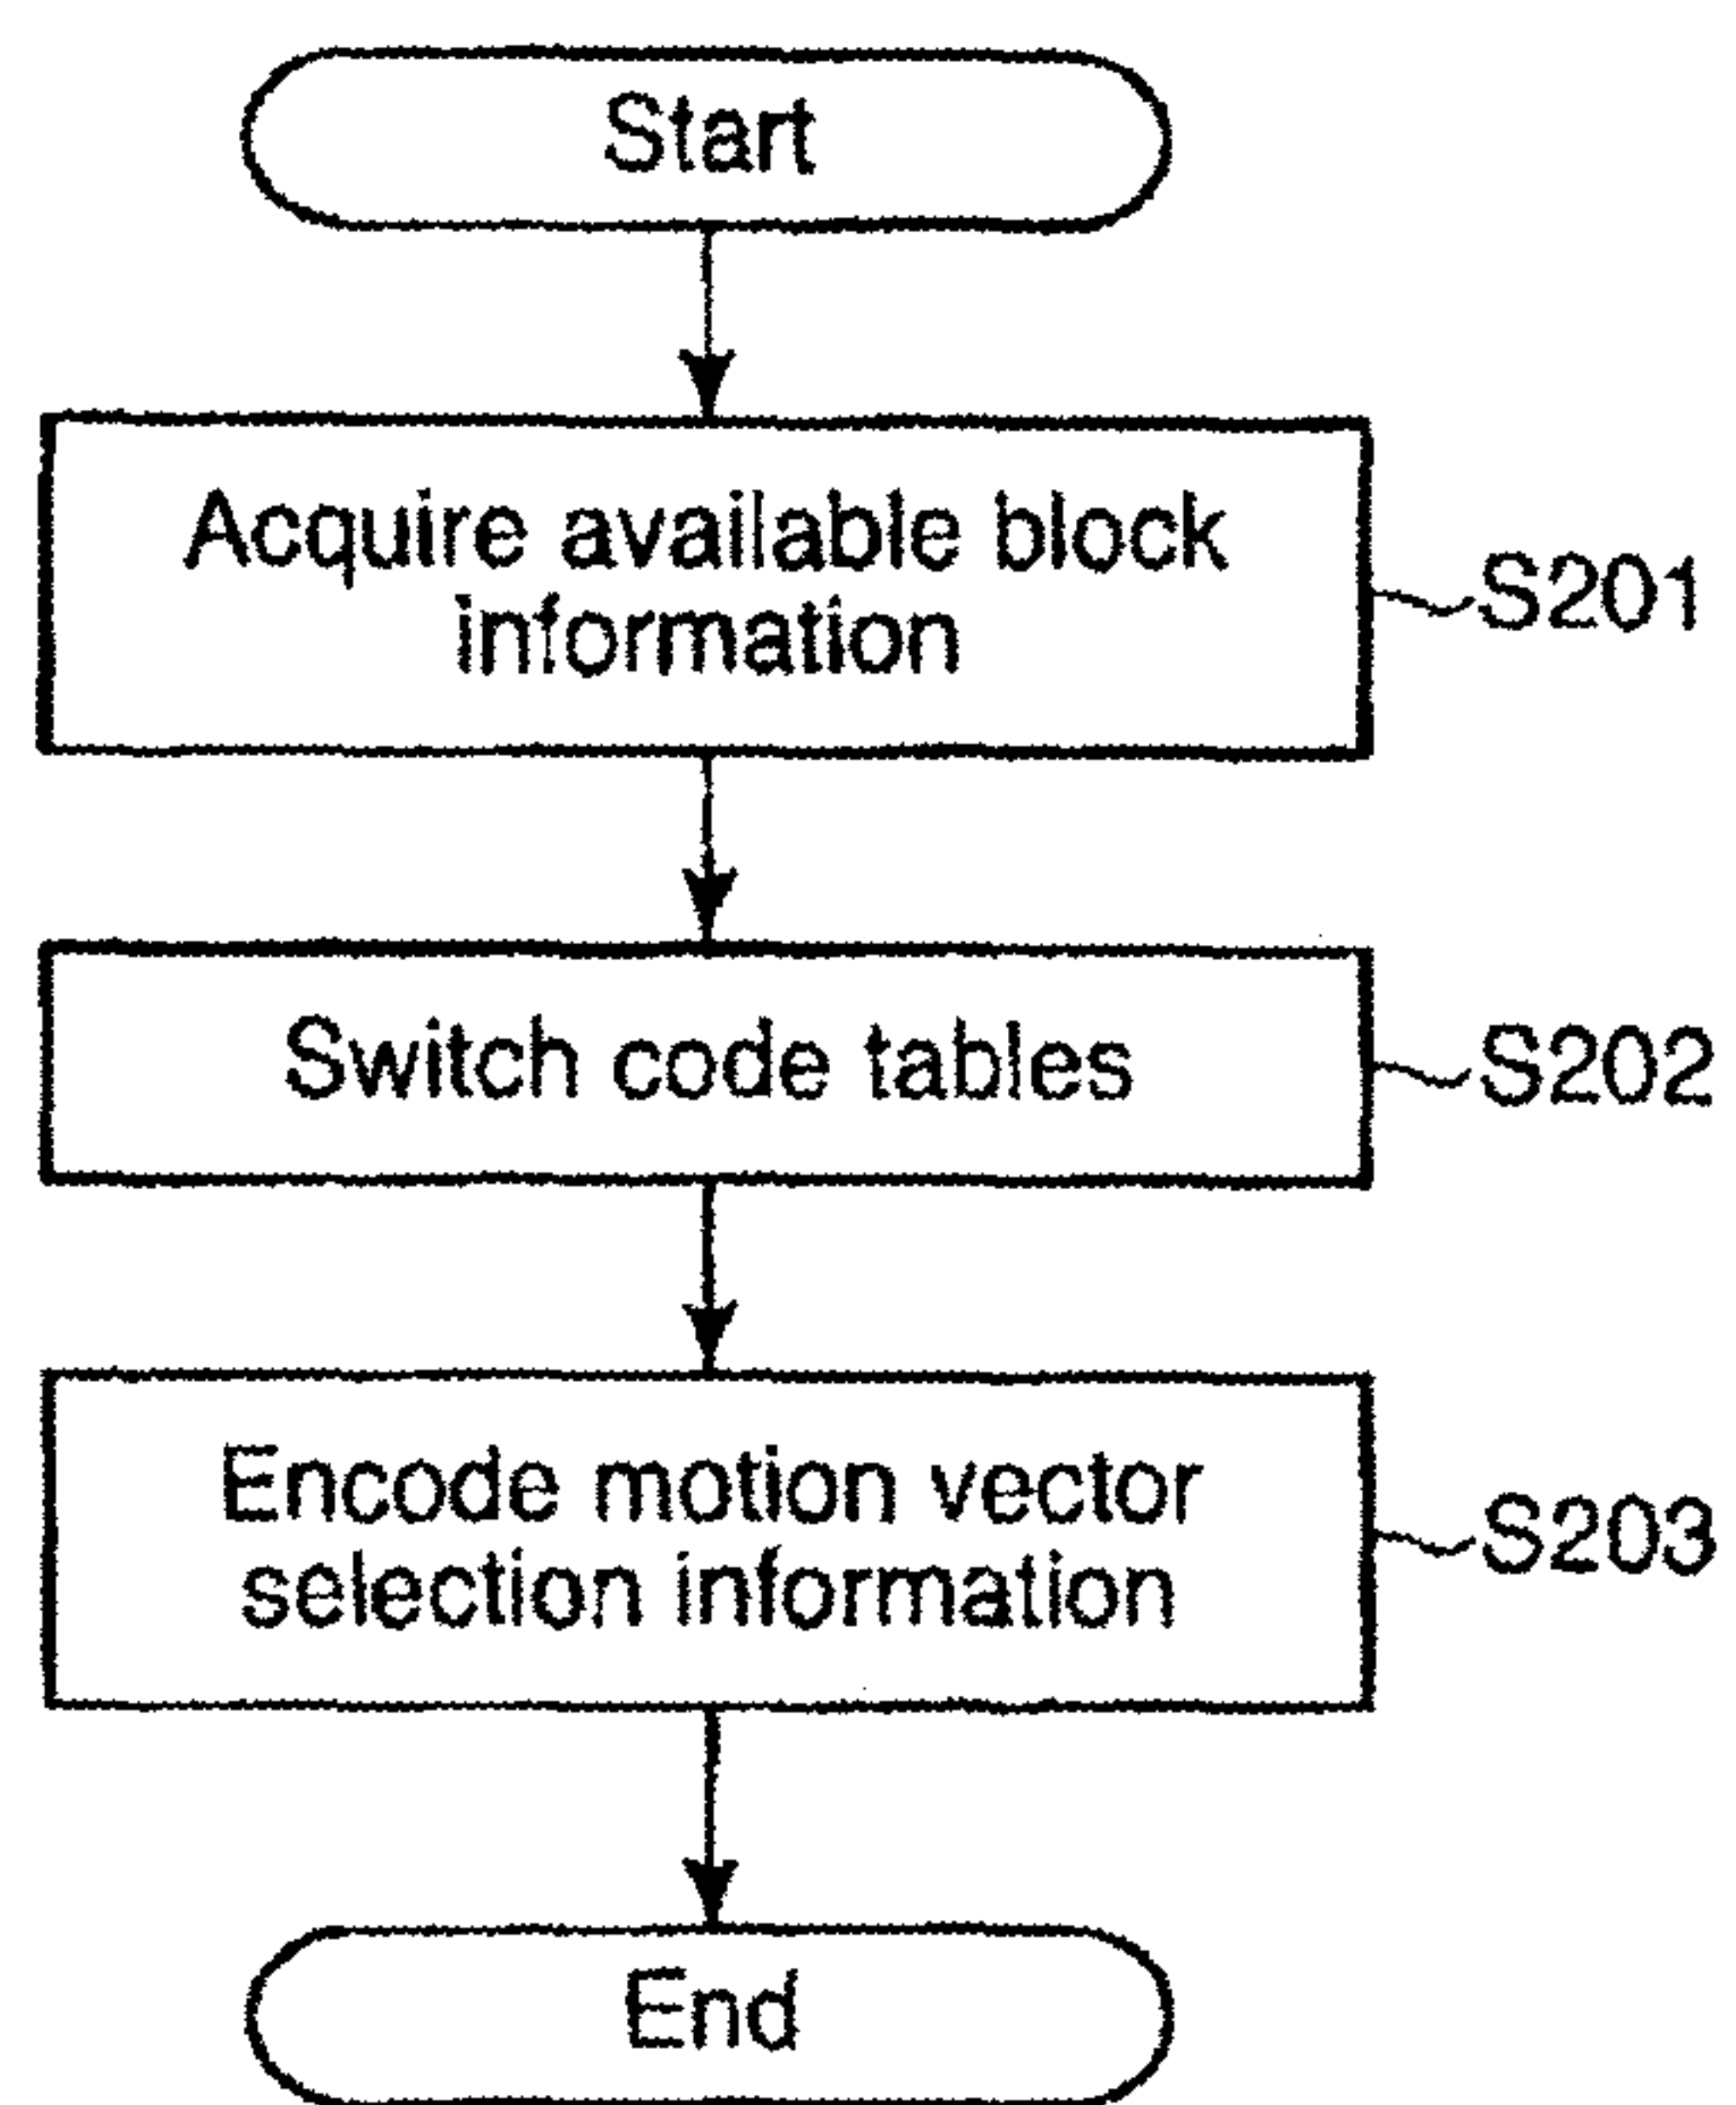 Start
Acquire available block
information
S201
Switch code tables
S202
Encode motion vector
selection information
S203
End